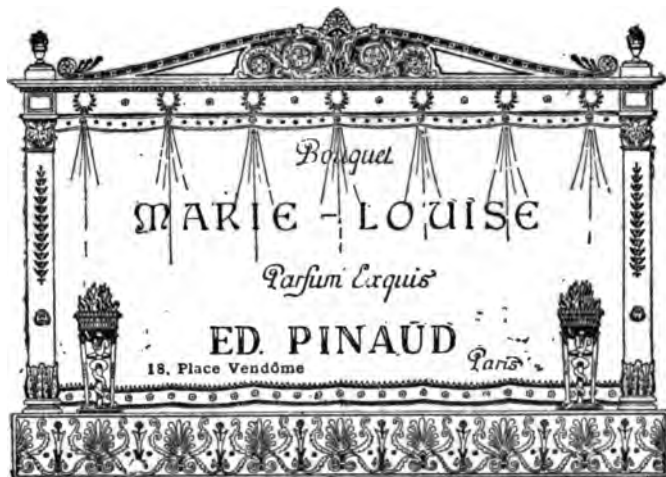 Bouquet
MARIE - LOUISE
Parfum Exquis
ED. PINAUD
18, Place Vendôme
Paris